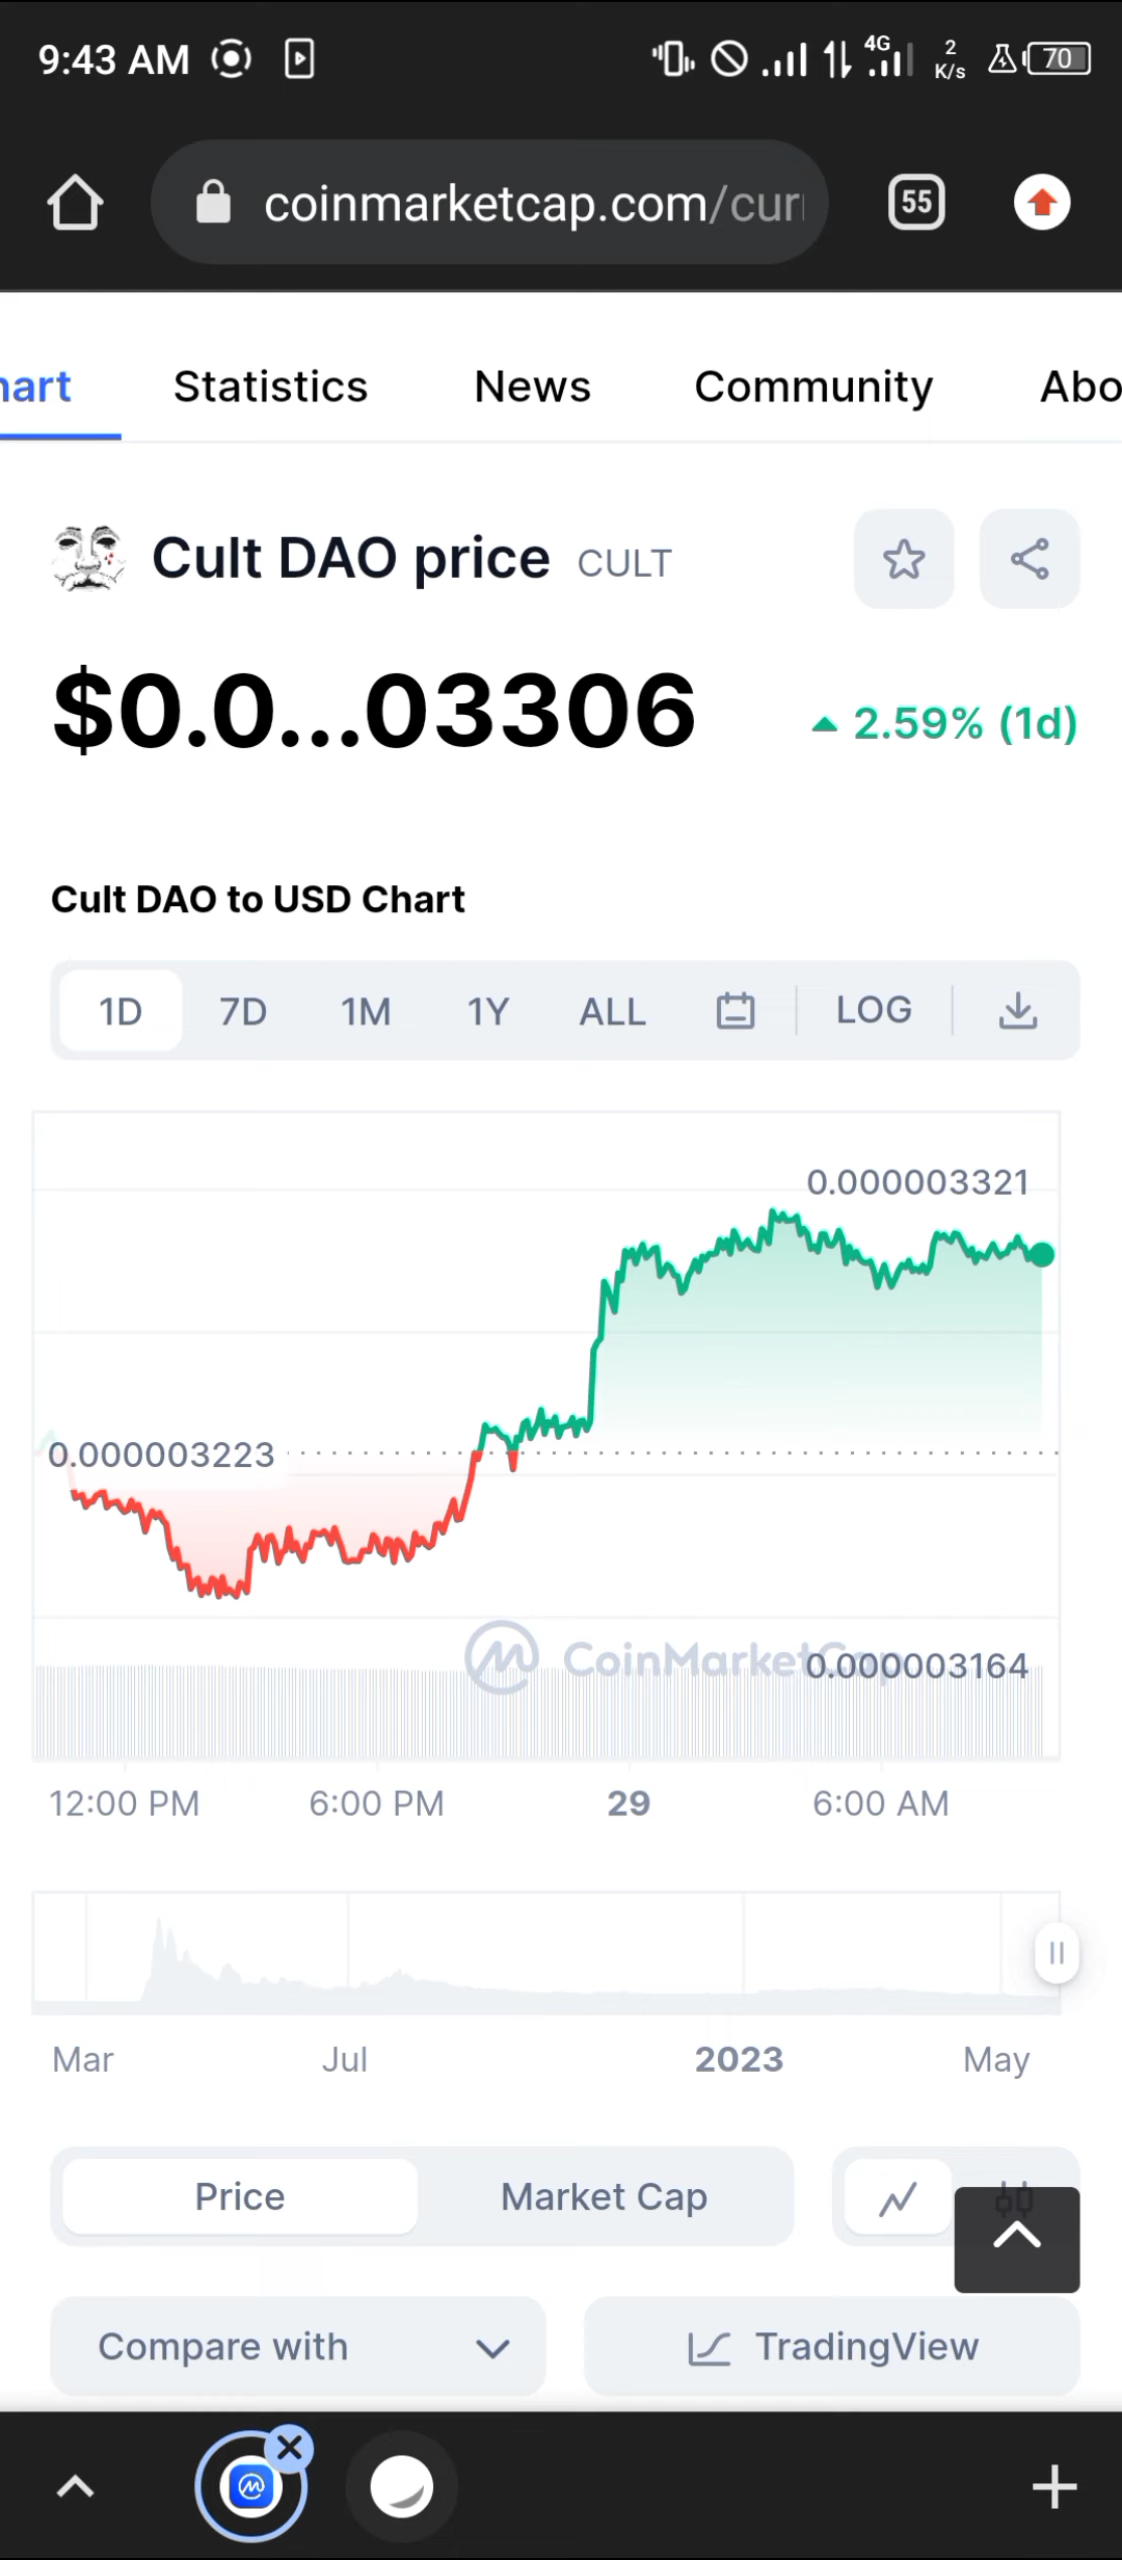 9:43 AM 4G 2 K/s 70
coinmarketcap.com/curr 55
hart Statistics News Community Abo
Cult DAO price CULT
$0.0...03306 2.59% (1d)
Cult DAO to USD Chart
1D 7D 1M 1Y ALL LOG
0.000003321
0.000003223
CoinMarketCap 0.000003164
12:00 PM 6:00 PM 29 6:00 AM
Mar Jul 2023 May
Price Market Cap
Compare with TradingView